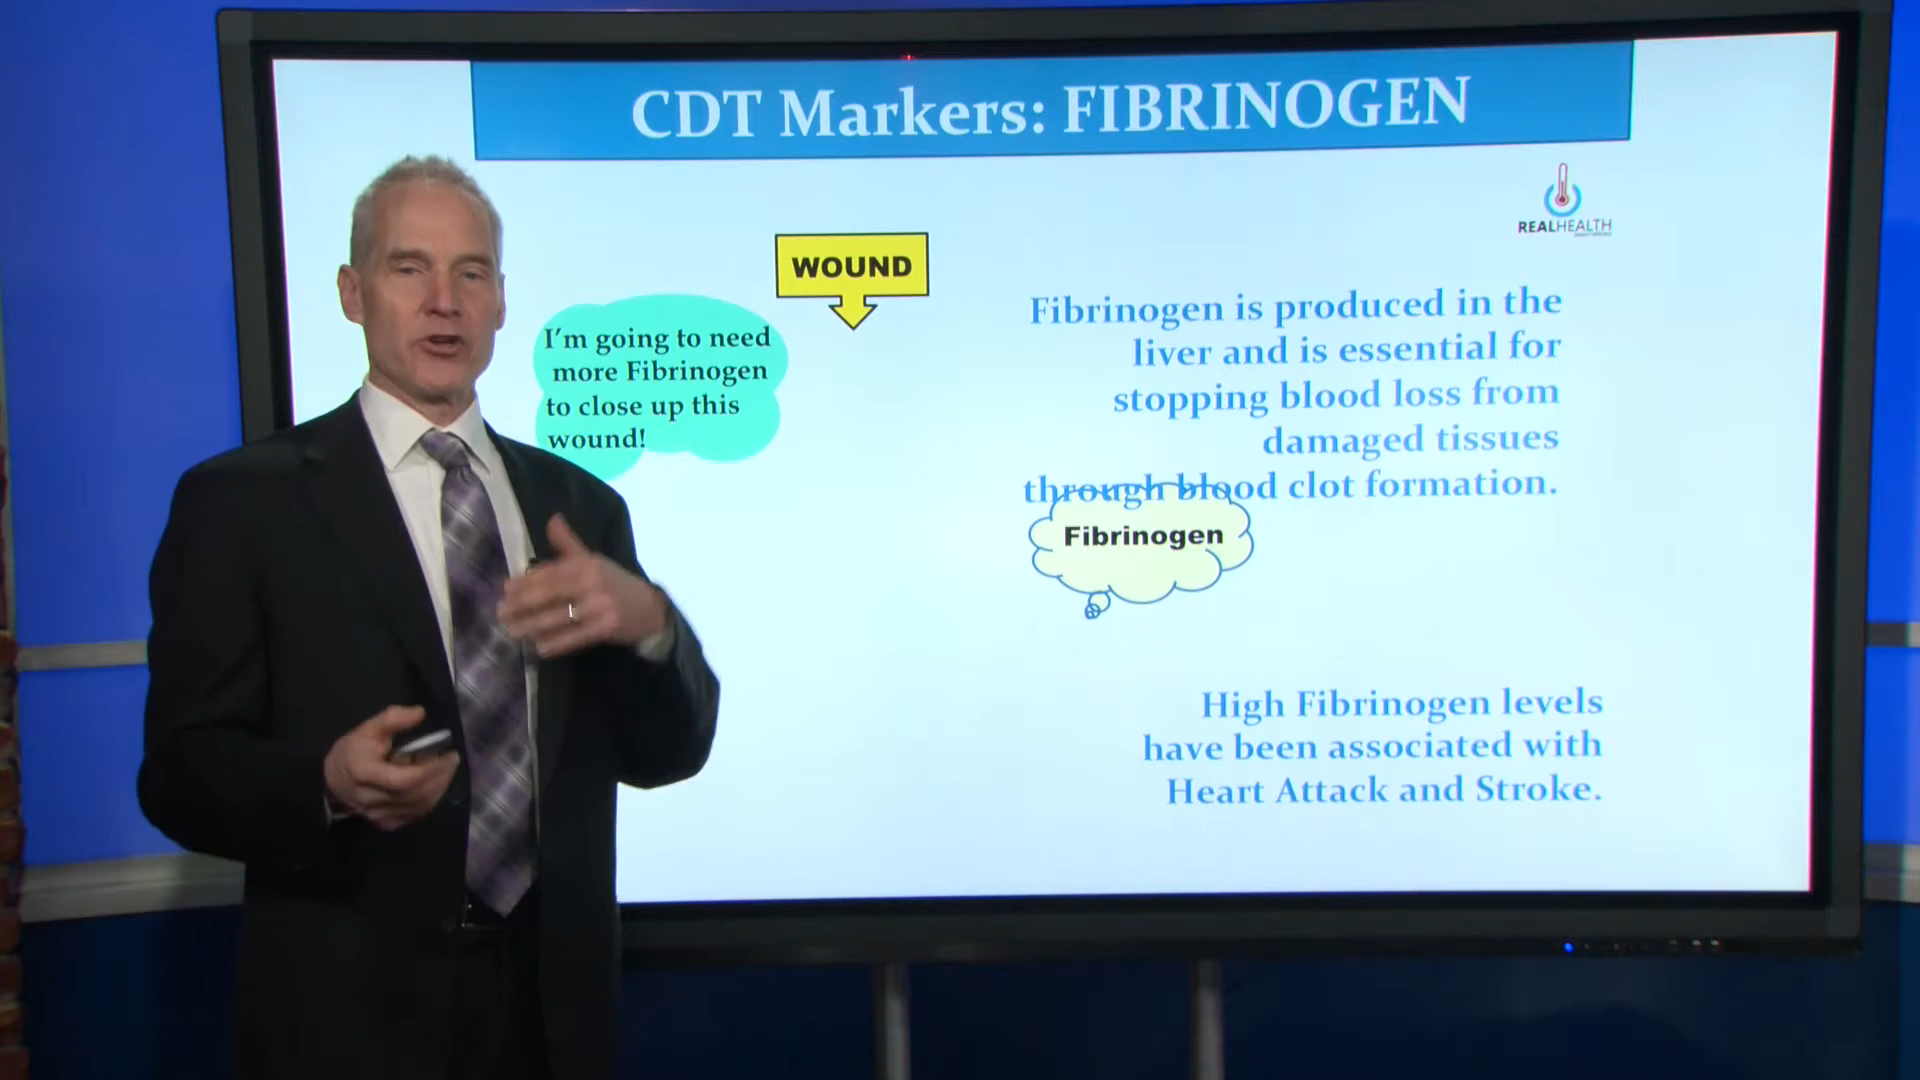 CDT Markers: FIBRINOGEN
REALHEALTH
WOUND
I'm going to need
more Fibrinogen
to close up this
wound!
Fibrinogen is produced in the
liver and is essential for
stopping blood loss from
damaged tissues
through blood clot formation.
Fibrinogen
High Fibrinogen levels
have been associated with
Heart Attack and Stroke.